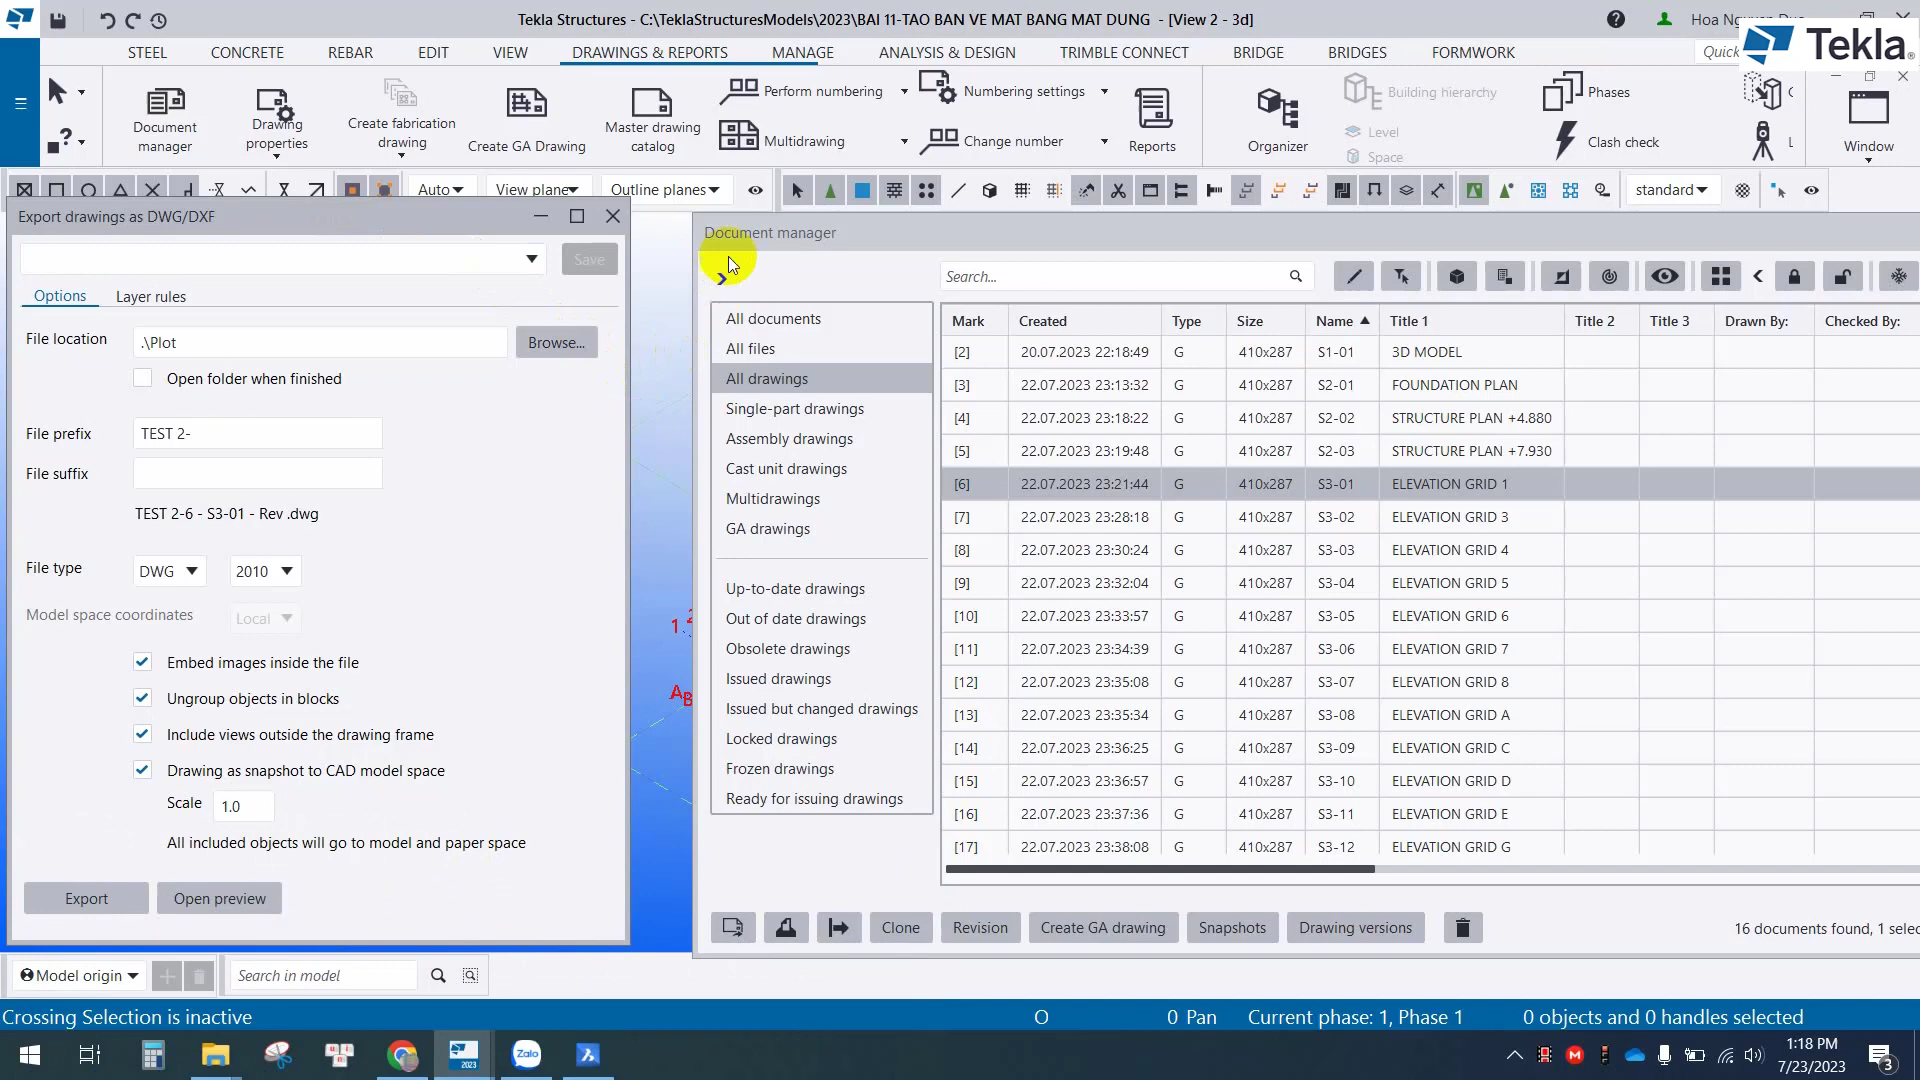 Tekla Structures - C:\TeklaStructuresModels\2023\BAI 11-TAO BAN VE MAT BANG MAT DUNG - [View 2 - 3d]
Hoa Nguyen Duc
Tekla
STEEL CONCRETE REBAR EDIT VIEW DRAWINGS & REPORTS MANAGE ANALYSIS & DESIGN TRIMBLE CONNECT BRIDGE BRIDGES FORMWORK Quick
Document manager
Drawing properties
Create fabrication drawing
Create GA Drawing
Master drawing catalog
Perform numbering
Multidrawing
Numbering settings
Change number
Reports
Organizer
Building hierarchy
Level
Space
Phases
Clash check
Window
Auto View plane Outline planes standard
Export drawings as DWG/DXF
Save
Options Layer rules
File location .\Plot Browse...
Open folder when finished
File prefix TEST 2-
File suffix
TEST 2-6 - S3-01 - Rev .dwg
File type DWG 2010
Model space coordinates Local
Embed images inside the file
Ungroup objects in blocks
Include views outside the drawing frame
Drawing as snapshot to CAD model space
Scale 1.0
All included objects will go to model and paper space
Export Open preview
1 2
A B
Document manager
Search...
All documents
All files
All drawings
Single-part drawings
Assembly drawings
Cast unit drawings
Multidrawings
GA drawings
Up-to-date drawings
Out of date drawings
Obsolete drawings
Issued drawings
Issued but changed drawings
Locked drawings
Frozen drawings
Ready for issuing drawings
Mark Created Type Size Name Title 1 Title 2 Title 3 Drawn By: Checked By:
[2] 20.07.2023 22:18:49 G 410x287 S1-01 3D MODEL
[3] 22.07.2023 23:13:32 G 410x287 S2-01 FOUNDATION PLAN
[4] 22.07.2023 23:18:22 G 410x287 S2-02 STRUCTURE PLAN +4.880
[5] 22.07.2023 23:19:48 G 410x287 S2-03 STRUCTURE PLAN +7.930
[6] 22.07.2023 23:21:44 G 410x287 S3-01 ELEVATION GRID 1
[7] 22.07.2023 23:28:18 G 410x287 S3-02 ELEVATION GRID 3
[8] 22.07.2023 23:30:24 G 410x287 S3-03 ELEVATION GRID 4
[9] 22.07.2023 23:32:04 G 410x287 S3-04 ELEVATION GRID 5
[10] 22.07.2023 23:33:57 G 410x287 S3-05 ELEVATION GRID 6
[11] 22.07.2023 23:34:39 G 410x287 S3-06 ELEVATION GRID 7
[12] 22.07.2023 23:35:08 G 410x287 S3-07 ELEVATION GRID 8
[13] 22.07.2023 23:35:34 G 410x287 S3-08 ELEVATION GRID A
[14] 22.07.2023 23:36:25 G 410x287 S3-09 ELEVATION GRID C
[15] 22.07.2023 23:36:57 G 410x287 S3-10 ELEVATION GRID D
[16] 22.07.2023 23:37:36 G 410x287 S3-11 ELEVATION GRID E
[17] 22.07.2023 23:38:08 G 410x287 S3-12 ELEVATION GRID G
Clone Revision Create GA drawing Snapshots Drawing versions 16 documents found, 1 selec
Model origin Search in model
Crossing Selection is inactive O 0 Pan Current phase: 1, Phase 1 0 objects and 0 handles selected
2023 Zalo
1:18 PM
7/23/2023
3